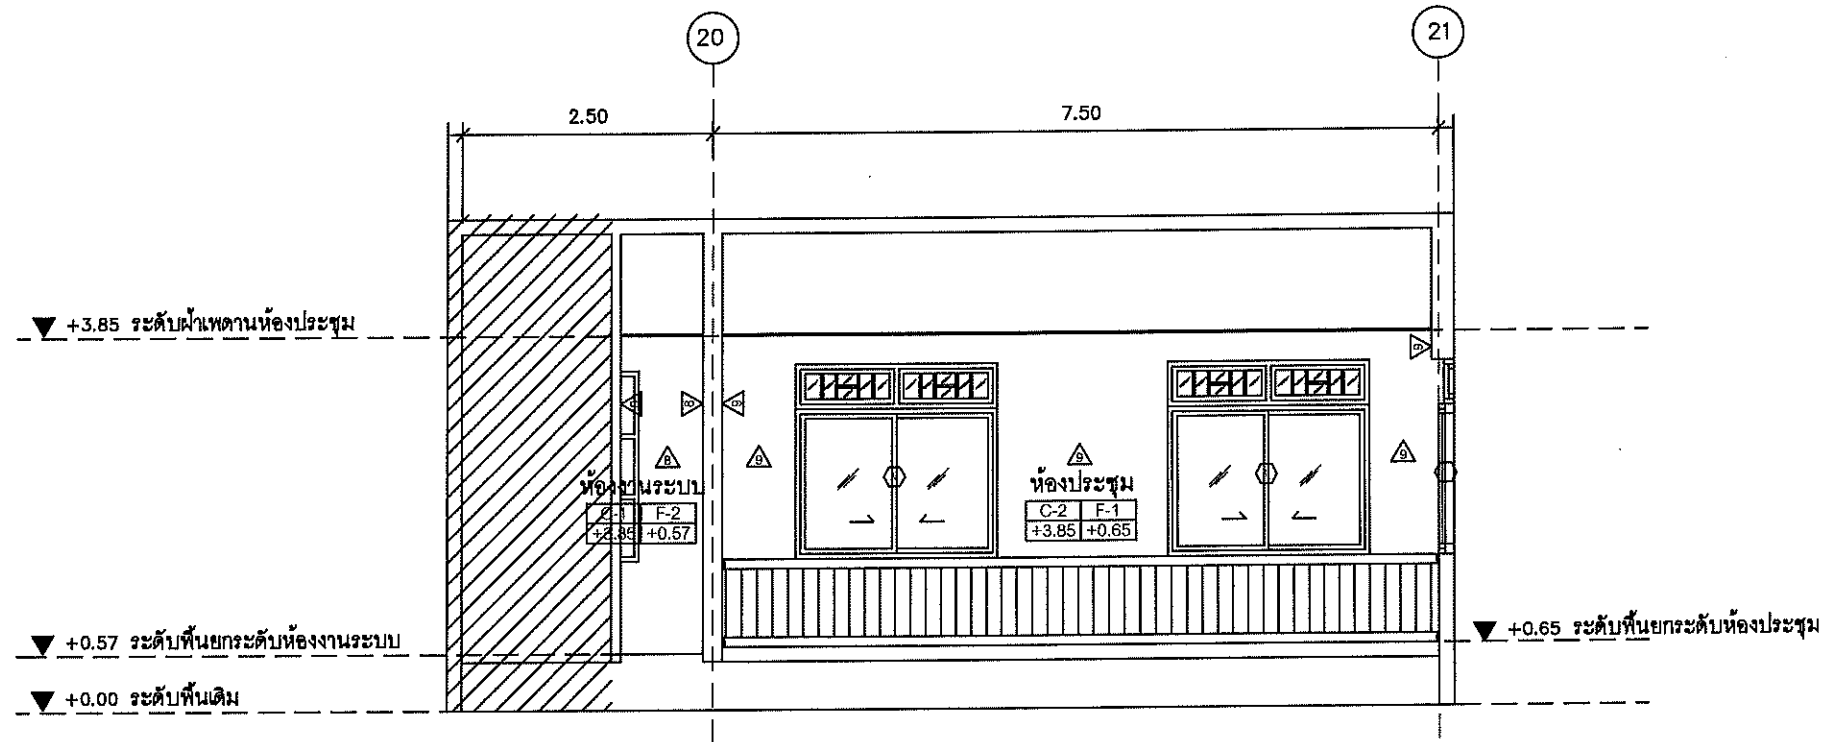 20
21
2.50
7.50
+3.85 ระดับฝ้าเพดานห้องประชุม
9
8
9
8
9
9
9
ห้องงานระบบ
C-1 F-2
+3.85 +0.57
ห้องประชุม
C-2 F-1
+3.85 +0.65
+0.57 ระดับพื้นยกระดับห้องงานระบบ
+0.65 ระดับพื้นยกระดับห้องประชุม
+0.00 ระดับพื้นเดิม